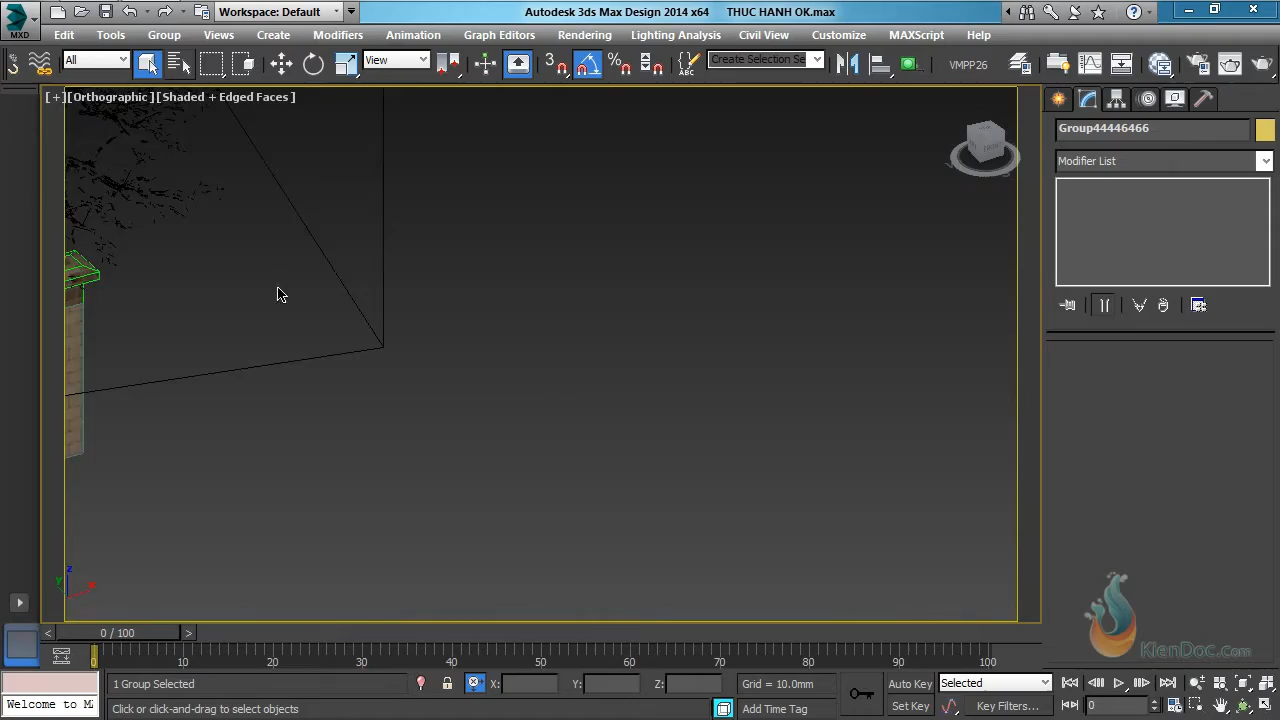 MXD
Workspace: Default
Autodesk 3ds Max Design 2014 x64 THUC HANH OK.max
Edit Tools Group Views Create Modifiers Animation Graph Editors Rendering Lighting Analysis Civil View Customize MAXScript Help
S All View 3 Create Selection Se VMPP26
[+][Orthographic][Shaded + Edged Faces]
Group44446466
Modifier List
z
Y
x
< 0 / 100 >
0 10 20 30 40 50 60 70 80 90 100
KienDoc.com
1 Group Selected X: Y: Z: Grid = 10.0mm Auto Key Selected
Welcome to M Click or click-and-drag to select objects Add Time Tag Set Key Key Filters... 0